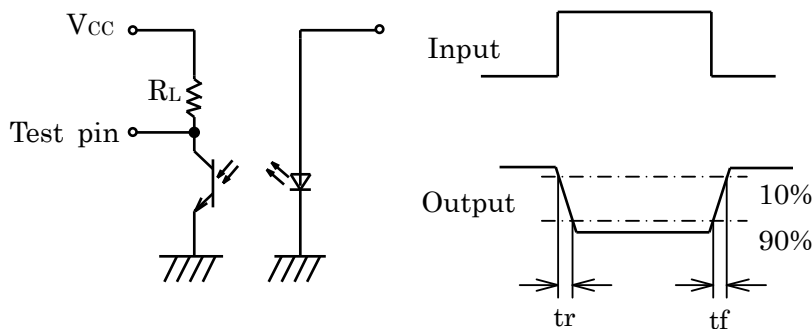 VCC
RL
Test pin
Input
Output
10%
90%
tr
tf